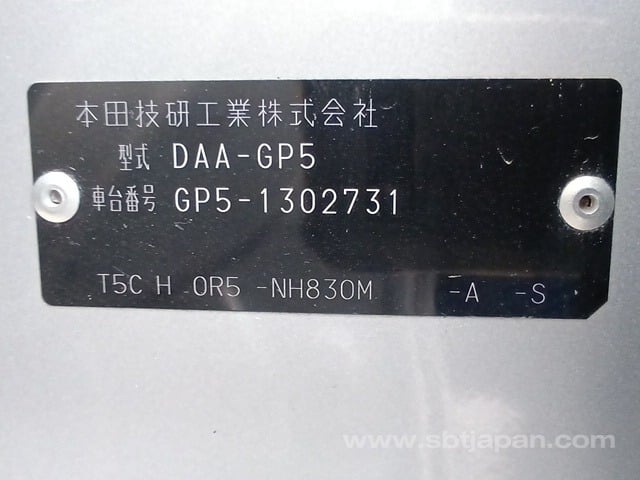 本田技研工業株式会社
型式 DAA-GP5
車台番号 GP5-1302731
T5C H 0R5 -NH830M -A -S
www.sbtjapan.com